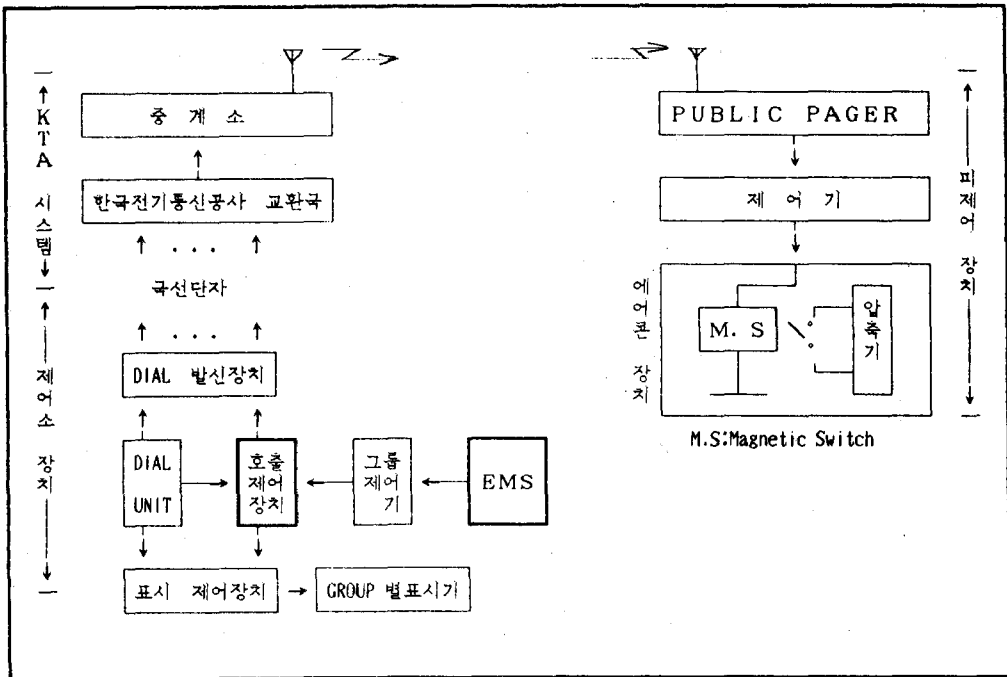 KTA 시스템
제어소 장치
중계소
한국전기통신공사 교환국
...
국선단자
...
DIAL 발신장치
DIAL
UNIT
호출
제어
장치
그룹
제어
기
EMS
표시 제어장치
GROUP 별표시기
PUBLIC PAGER
제어기
에어콘 장치
M. S
압축기
M.S:Magnetic Switch
피제어 장치